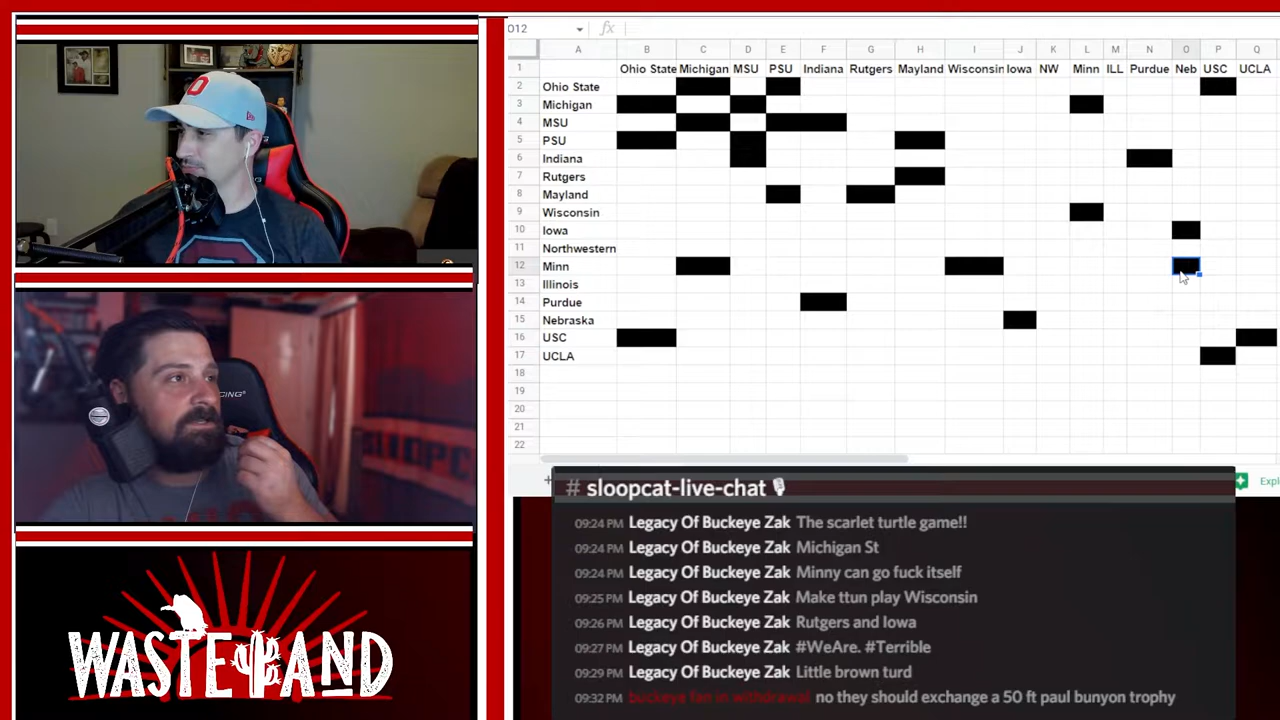 O12 fx
A B C D E F G H I J K L M N O P Q
1 Ohio State Michigan MSU PSU Indiana Rutgers Mayland Wisconsin Iowa NW Minn ILL Purdue Neb USC UCLA
2 Ohio State
3 Michigan
4 MSU
5 PSU
6 Indiana
7 Rutgers
8 Mayland
9 Wisconsin
10 Iowa
11 Northwestern
12 Minn
13 Illinois
14 Purdue
15 Nebraska
16 USC
17 UCLA
18
19
20
21
22
+ Expl
# sloopcat-live-chat
09:24 PM Legacy Of Buckeye Zak The scarlet turtle game!!
09:24 PM Legacy Of Buckeye Zak Michigan St
09:24 PM Legacy Of Buckeye Zak Minny can go fuck itself
09:25 PM Legacy Of Buckeye Zak Make ttun play Wisconsin
09:26 PM Legacy Of Buckeye Zak Rutgers and Iowa
09:27 PM Legacy Of Buckeye Zak #WeAre. #Terrible
09:29 PM Legacy Of Buckeye Zak Little brown turd
09:32 PM buckeye fan in withdrawal no they should exchange a 50 ft paul bunyon trophy
WASTELAND